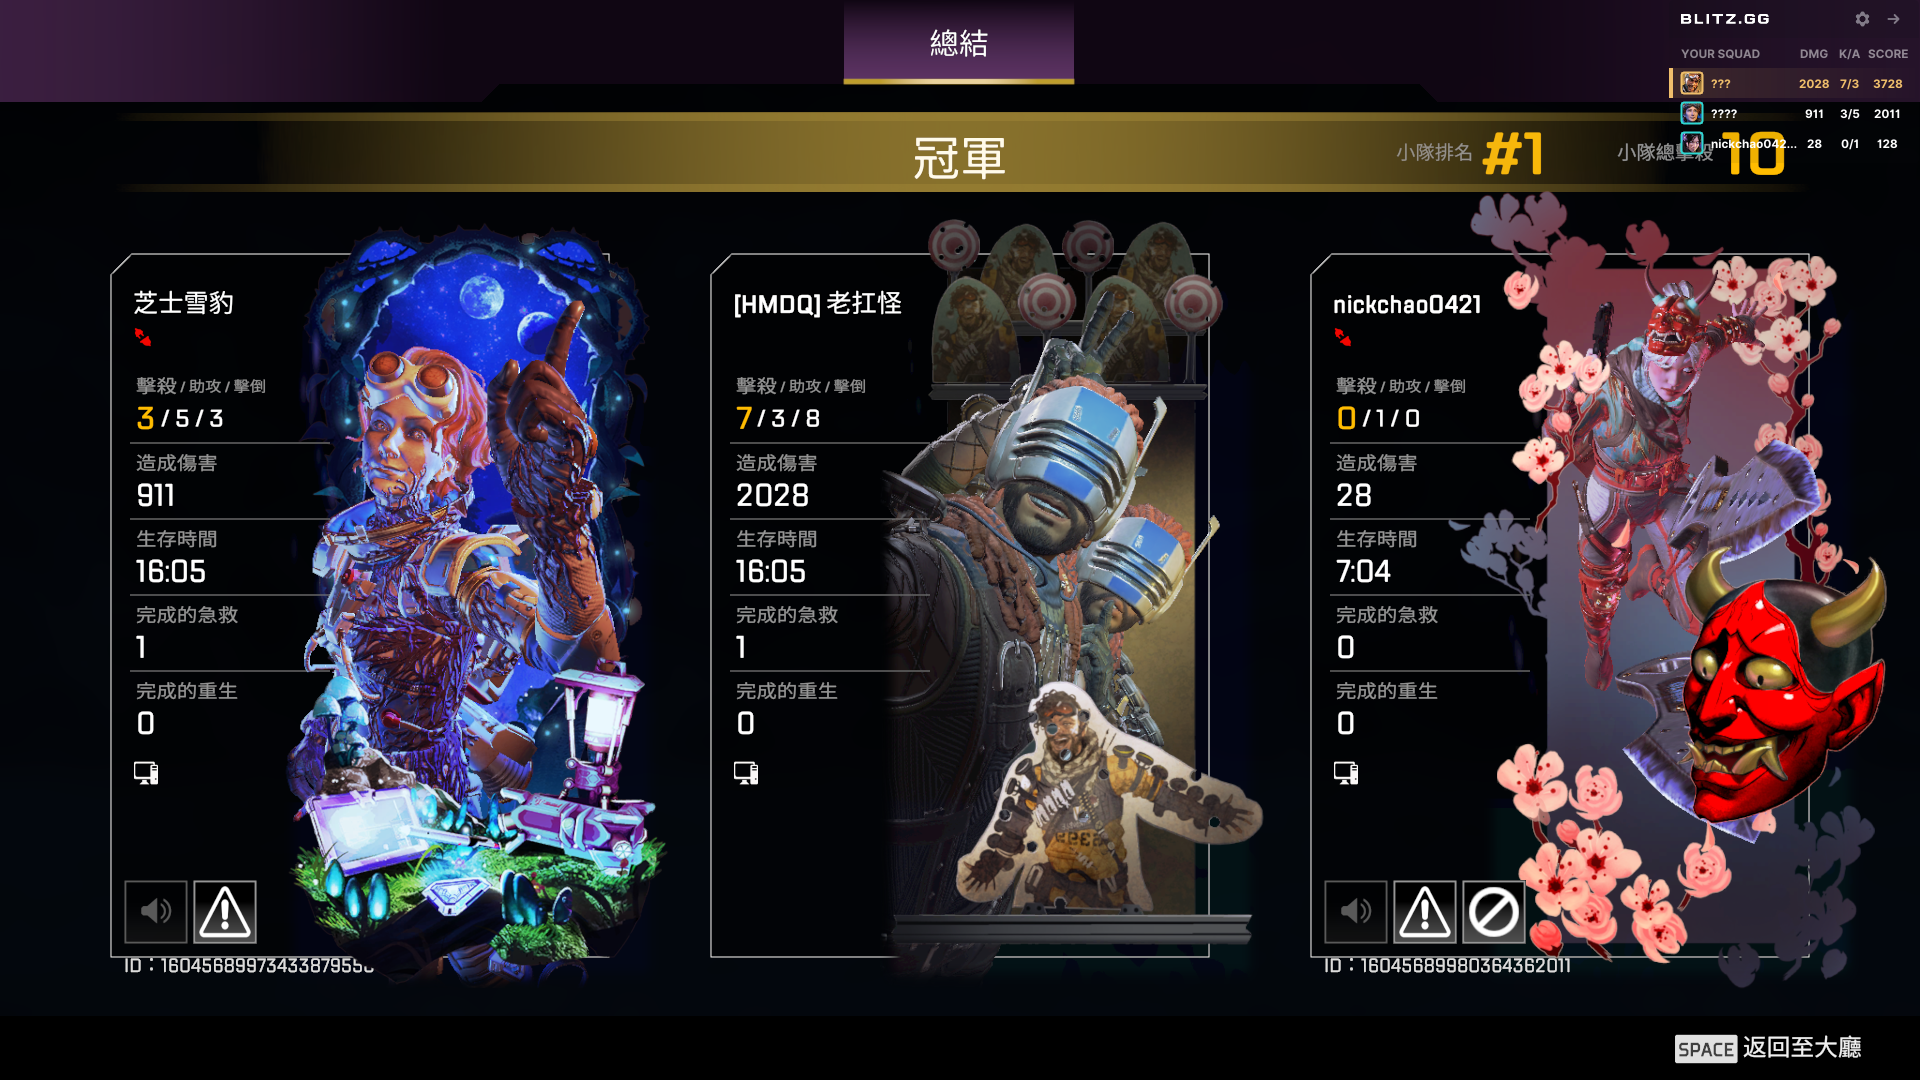 總結
BLITZ.GG
YOUR SQUAD DMG K/A SCORE
??? 2028 7/3 3728
???? 911 3/5 2011
nickchao042... 28 0/1 128
冠軍
小隊排名 #1
小隊總擊殺 10
芝士雪豹
擊殺 / 助攻 / 擊倒
3 / 5 / 3
造成傷害
911
生存時間
16:05
完成的急救
1
完成的重生
0
[HMDQ] 老扛怪
擊殺 / 助攻 / 擊倒
7 / 3 / 8
造成傷害
2028
生存時間
16:05
完成的急救
1
完成的重生
0
nickchao0421
擊殺 / 助攻 / 擊倒
0 / 1 / 0
造成傷害
28
生存時間
7:04
完成的急救
0
完成的重生
0
ID：16045689980364362011
SPACE 返回至大廳